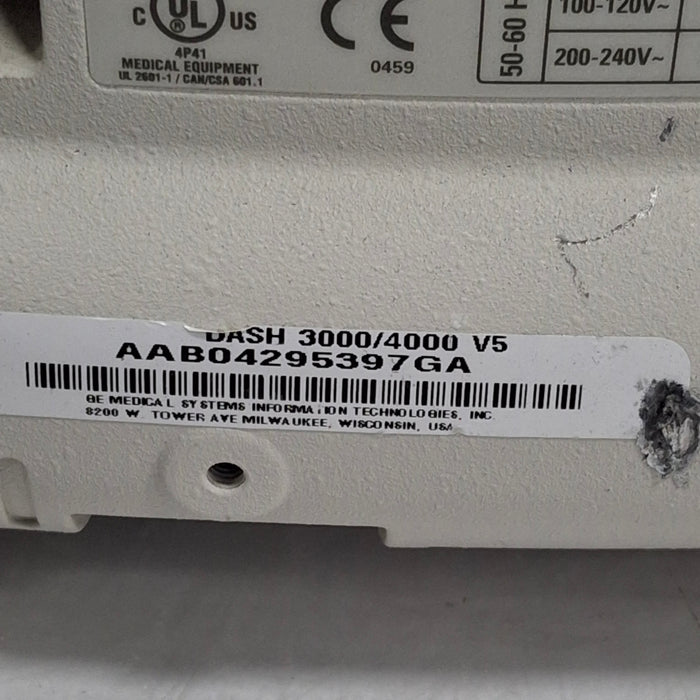 C UL US
®
4P41
MEDICAL EQUIPMENT
UL 2601-1 / CAN/CSA 601.1
CE
0459
50-60 H
100-120V~
200-240V~
DASH 3000/4000 V5
AAB04295397GA
GE MEDICAL SYSTEMS INFORMATION TECHNOLOGIES, INC.
8200 W. TOWER AVE MILWAUKEE, WISCONSIN, USA